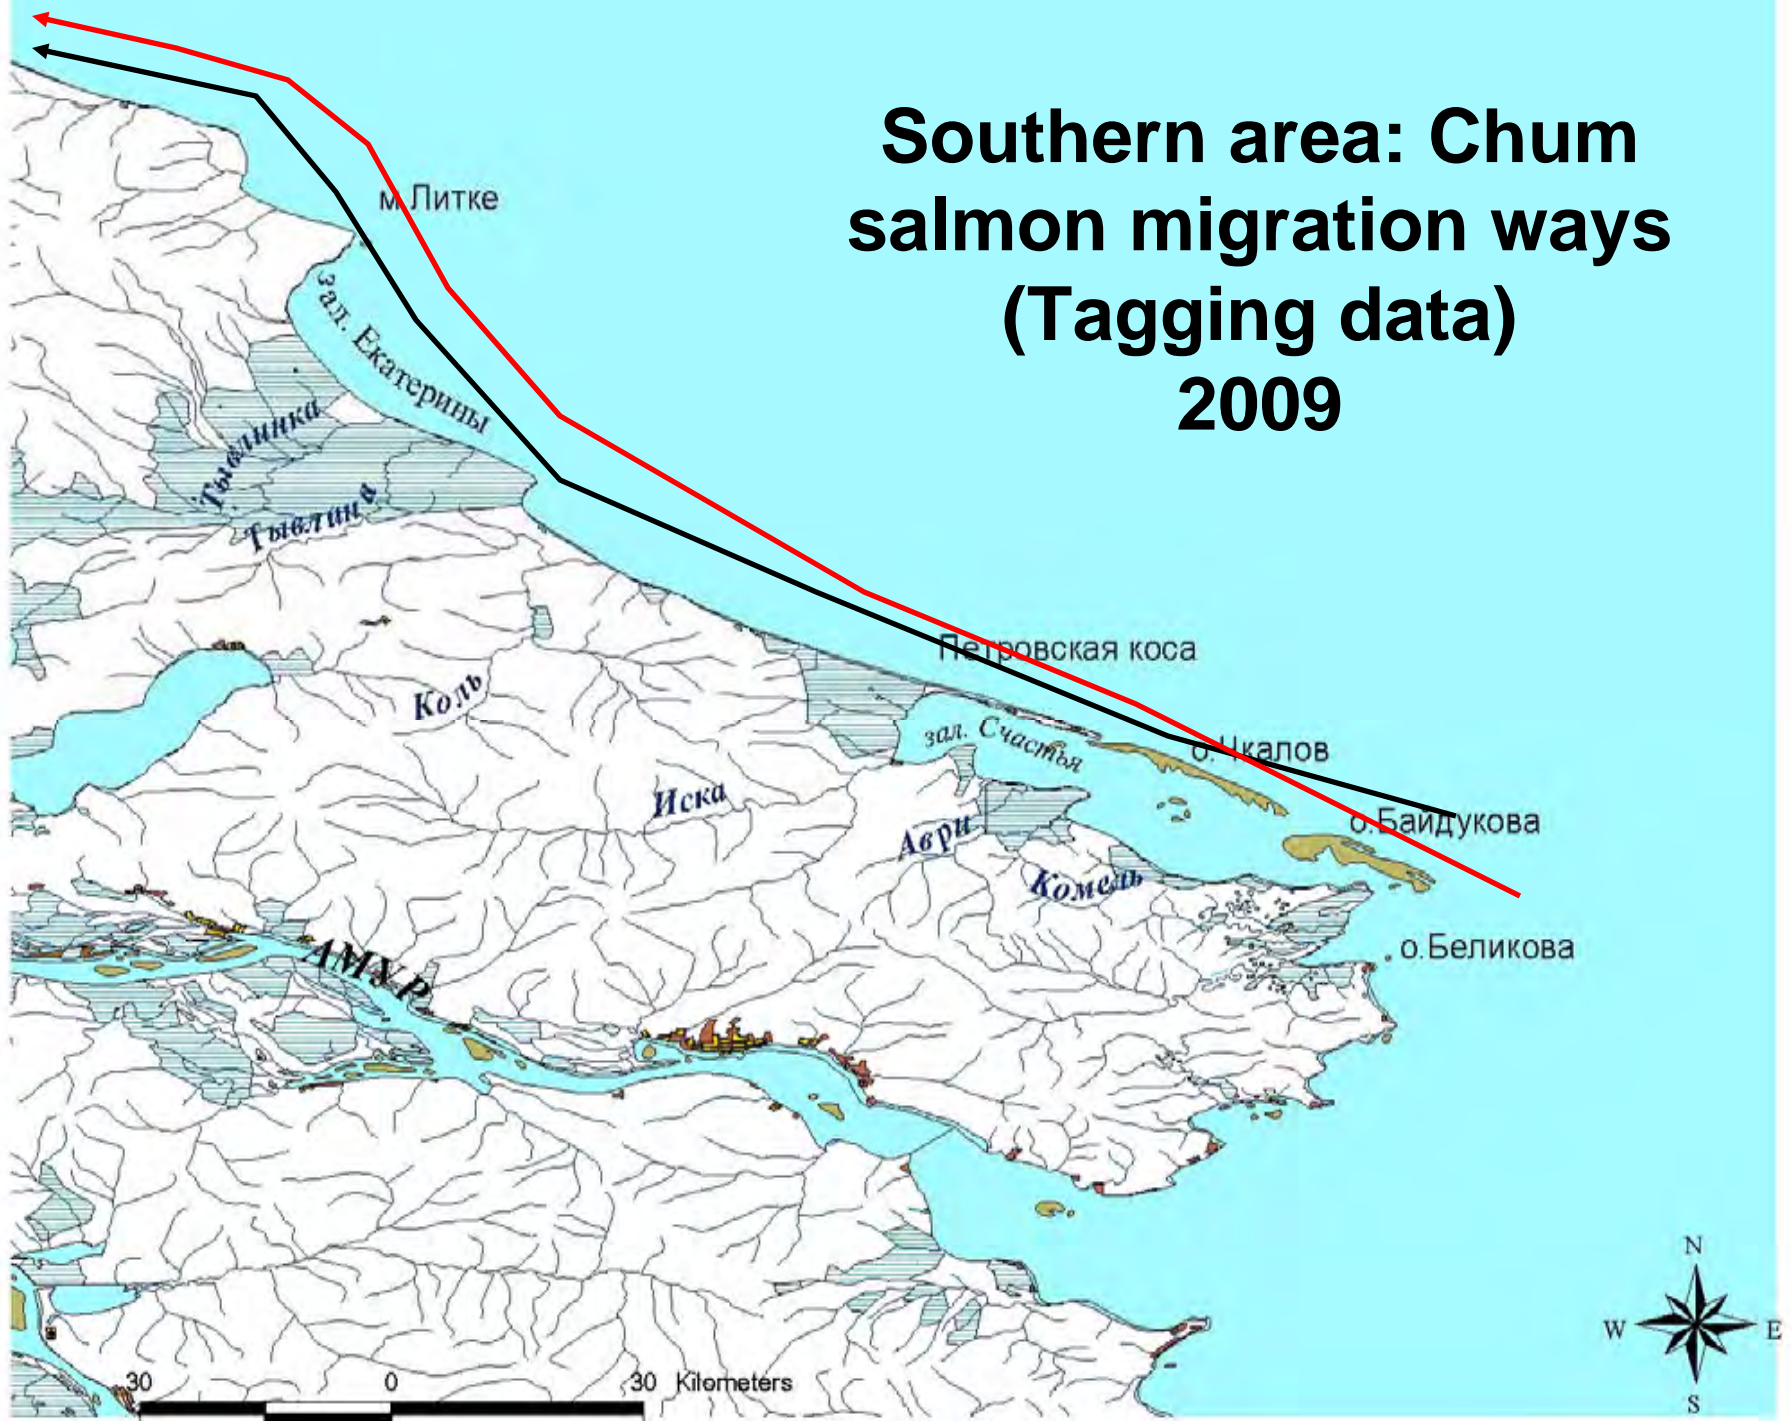 Southern area: Chum
salmon migration ways
(Tagging data)
2009
м.Литке
зал. Екатерины
Тывлинка
Тывлина
Петровская коса
Коль
зал. Счастья
о.Чкалов
Иска
о.Байдукова
Аври
Комель
о.Беликова
АМУР
N
W E
S
30 0 30 Kilometers